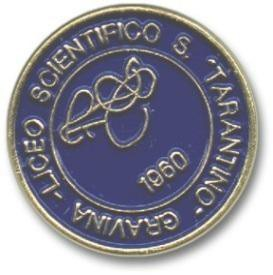 LICEO SCIENTIFICO S. "TARANTINO" GRAVINA -
1960